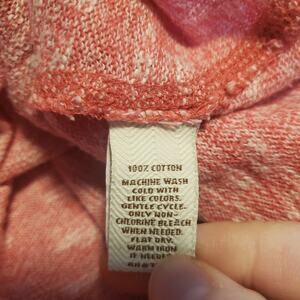 100% COTTON
MACHINE WASH
COLD WITH
LIKE COLORS.
GENTLE CYCLE.
ONLY NON-
CHLORINE BLEACH
WHEN NEEDED.
FLAT DRY.
WARM IRON
IF NEEDED